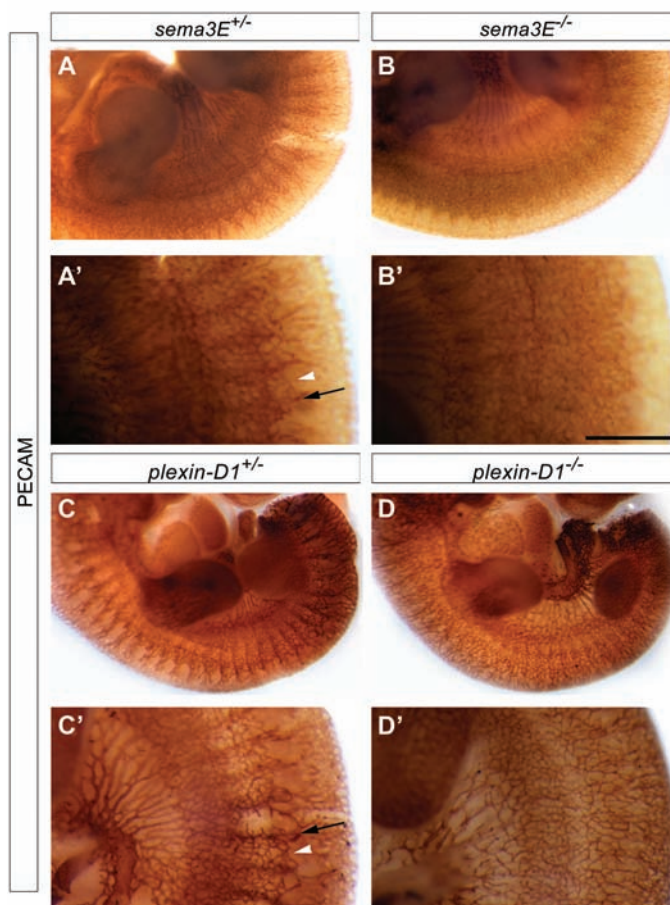 sema3E+/- sema3E-/-
A B
A' B'
PECAM
plexin-D1+/- plexin-D1-/-
C D
C' D'